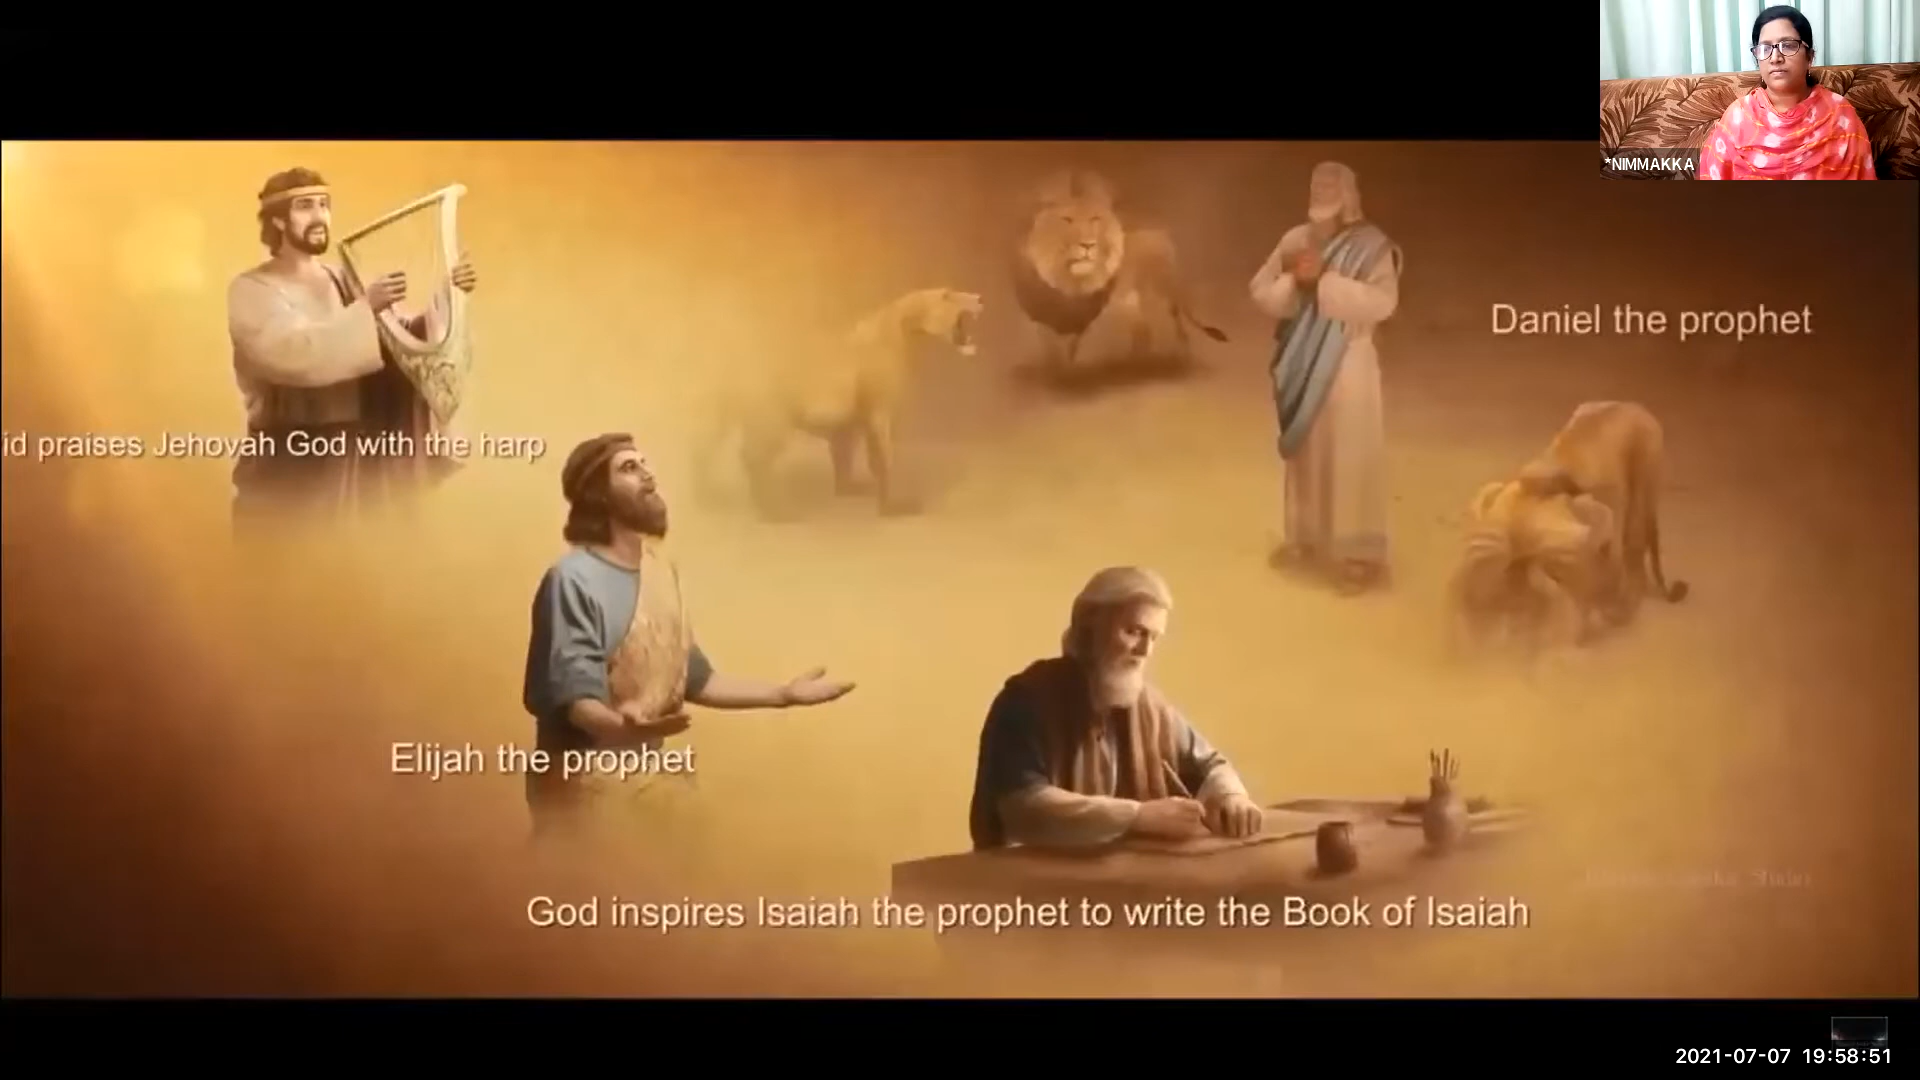 *NIMMAKKA
Daniel the prophet
id praises Jehovah God with the harp
Elijah the prophet
God inspires Isaiah the prophet to write the Book of Isaiah
2021-07-07 19:58:51